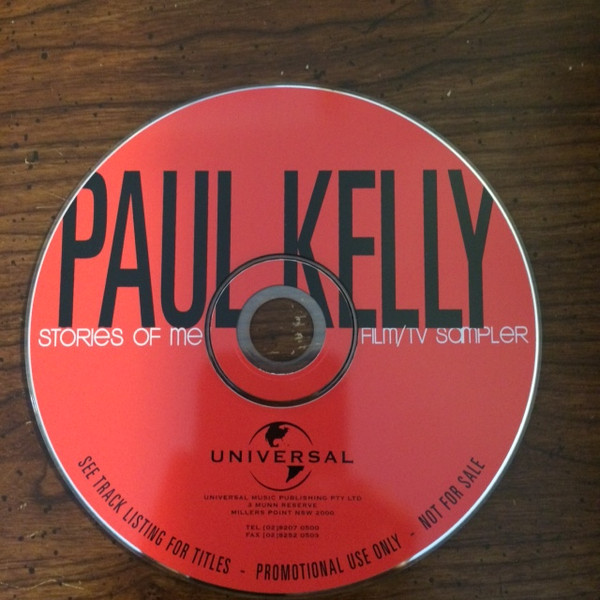 PAUL KELLY
STORIES OF ME FILM/TV SAMPLER
UNIVERSAL
UNIVERSAL MUSIC PUBLISHING PTY LTD
3 MUNN RESERVE
MILLERS POINT NSW 2000
TEL (02)9207 0500
FAX (02)9252 0503
SEE TRACK LISTING FOR TITLES - PROMOTIONAL USE ONLY - NOT FOR SALE